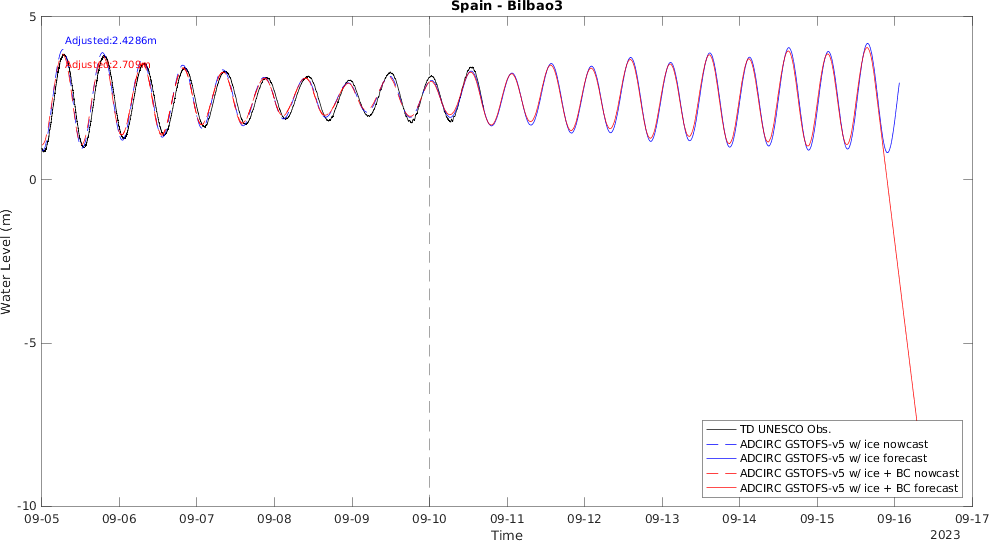 Spain - Bilbao3
Adjusted:2.4286m
Adjusted:2.709m
Water Level (m)
5
0
-5
-10
09-05 09-06 09-07 09-08 09-09 09-10 09-11 09-12 09-13 09-14 09-15 09-16 09-17
Time
2023
TD UNESCO Obs.
ADCIRC GSTOFS-v5 w/ ice nowcast
ADCIRC GSTOFS-v5 w/ ice forecast
ADCIRC GSTOFS-v5 w/ ice + BC nowcast
ADCIRC GSTOFS-v5 w/ ice + BC forecast